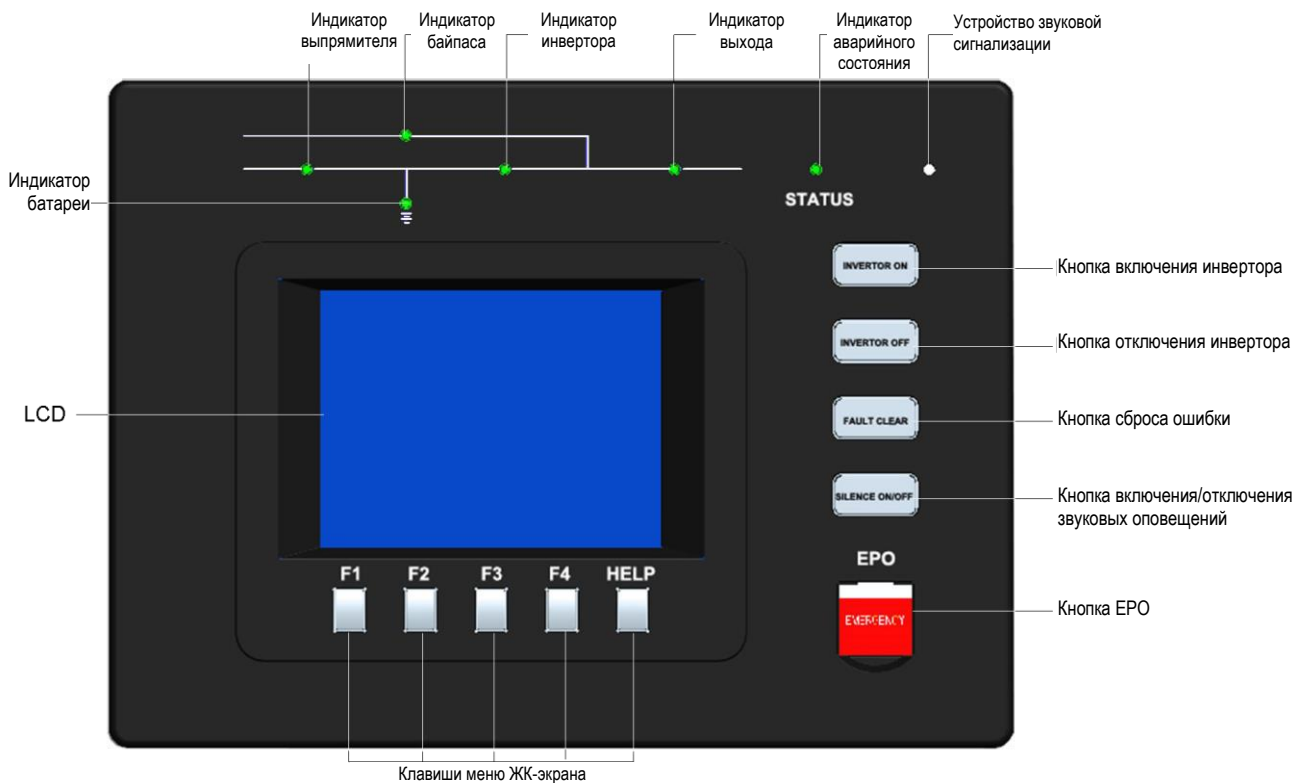 Индикатор
выпрямителя
Индикатор
байпаса
Индикатор
инвертора
Индикатор
выхода
Индикатор
аварийного
состояния
Устройство звуковой
сигнализации
Индикатор
батареи
STATUS
INVERTOR ON
Кнопка включения инвертора
INVERTOR OFF
Кнопка отключения инвертора
LCD
FAULT CLEAR
Кнопка сброса ошибки
SILENCE ON/OFF
Кнопка включения/отключения
звуковых оповещений
EPO
F1 F2 F3 F4 HELP
EMERGENCY
Кнопка EPO
Клавиши меню ЖК-экрана